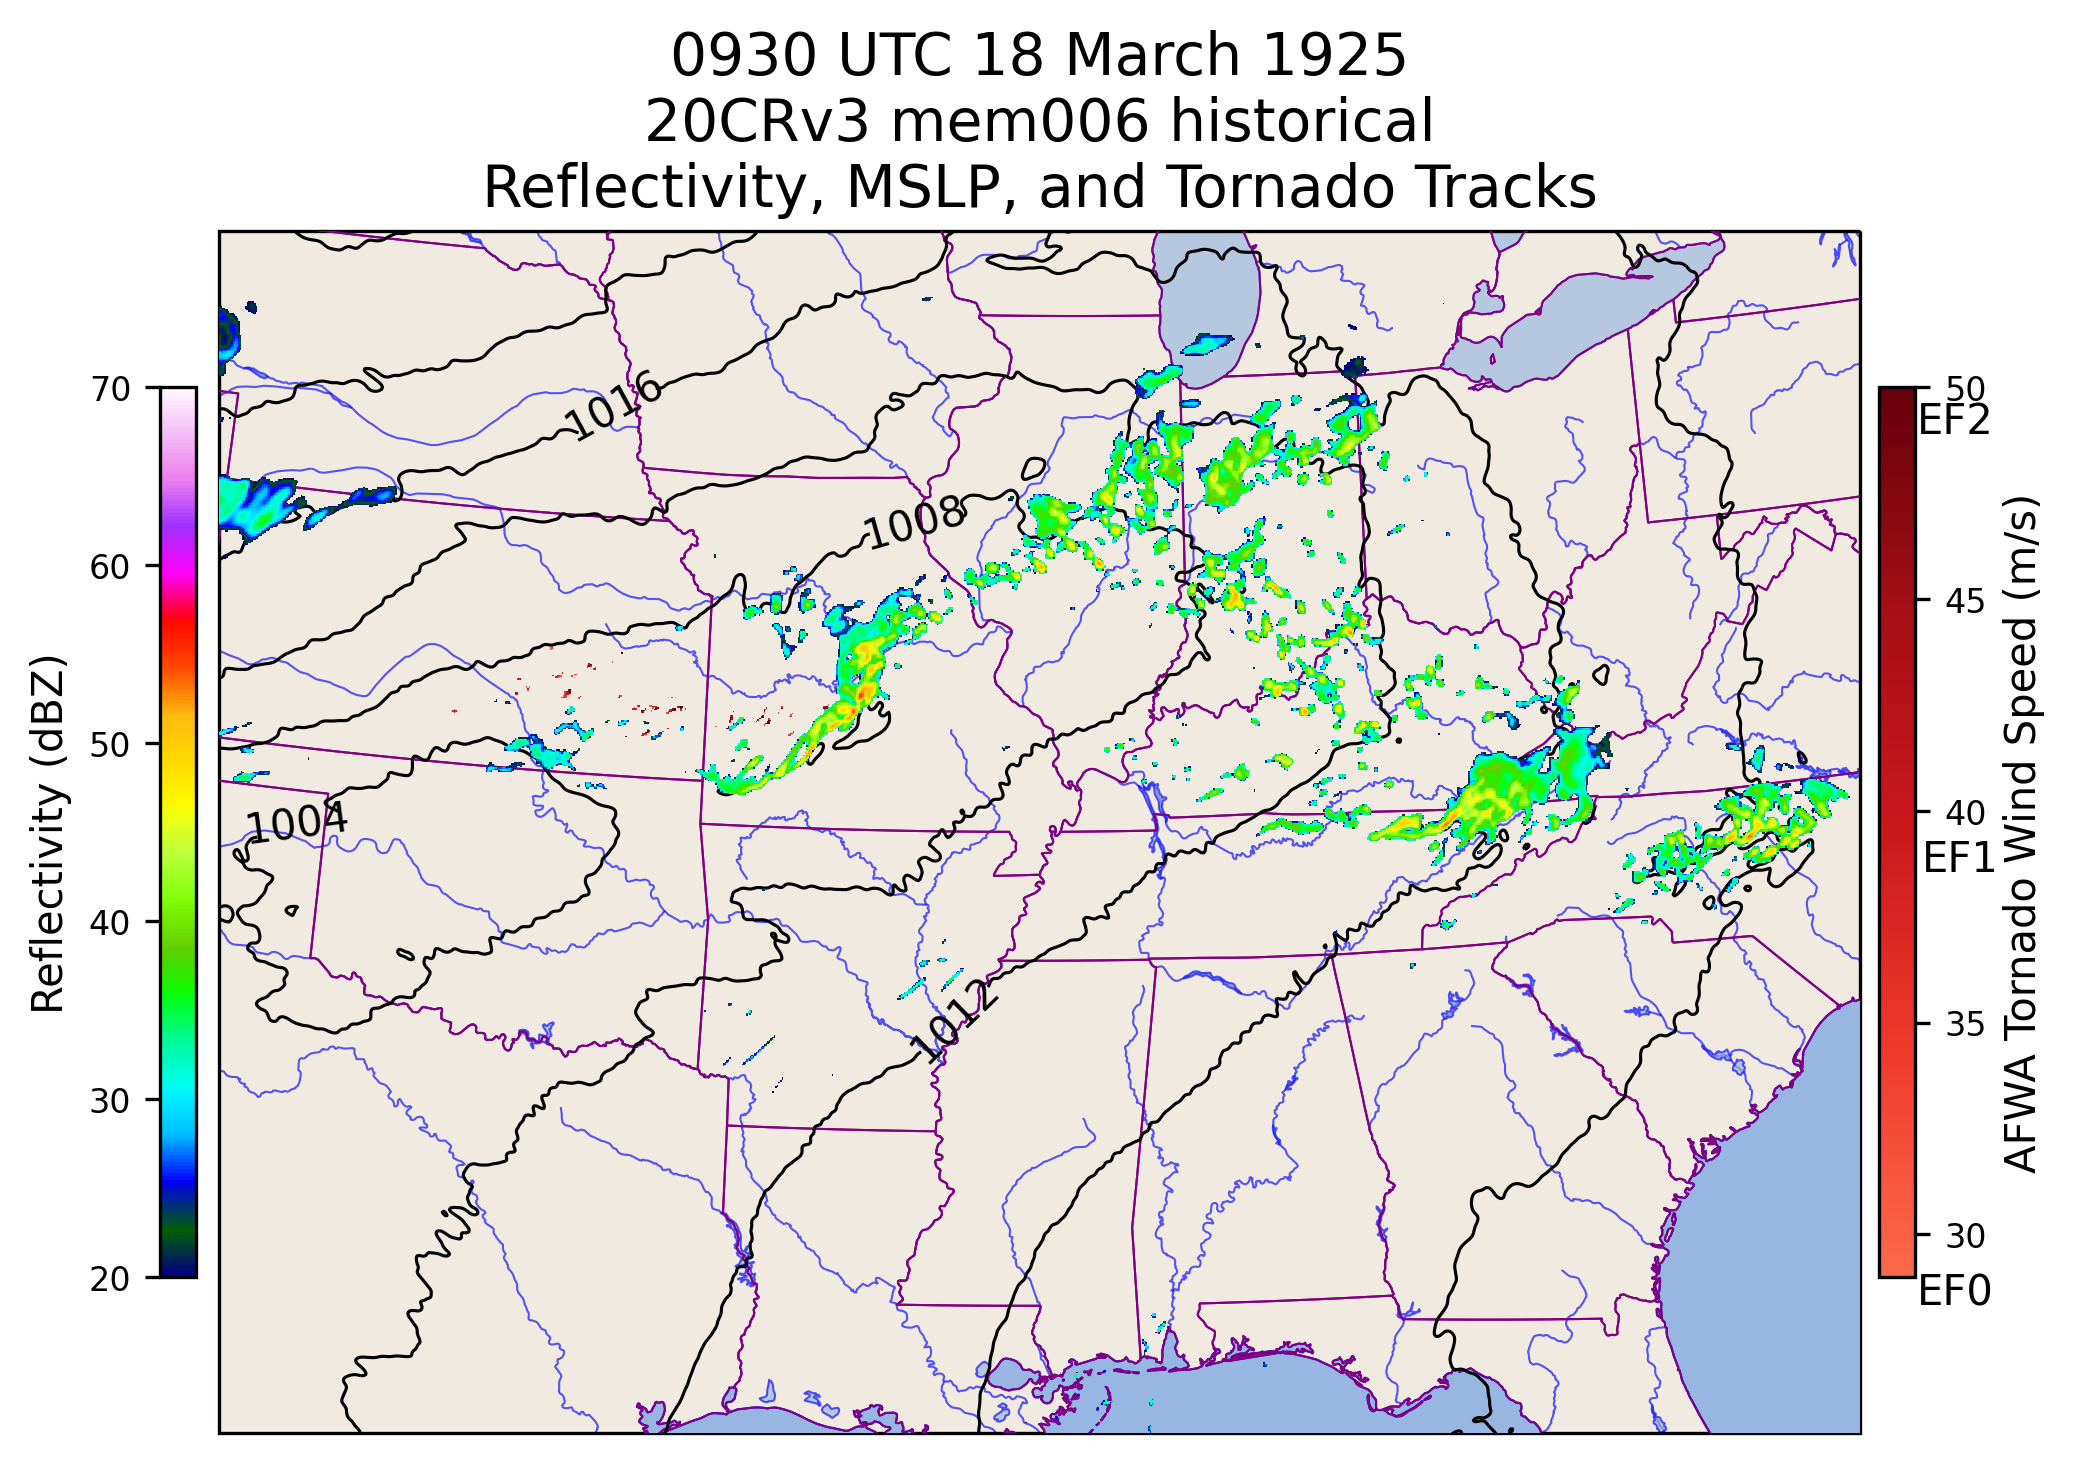 0930 UTC 18 March 1925
20CRv3 mem006 historical
Reflectivity, MSLP, and Tornado Tracks
70
60
50
40
30
20
Reflectivity (dBZ)
1016
1008
1004
1012
50
EF2
45
40
EF1
35
30
EF0
AFWA Tornado Wind Speed (m/s)